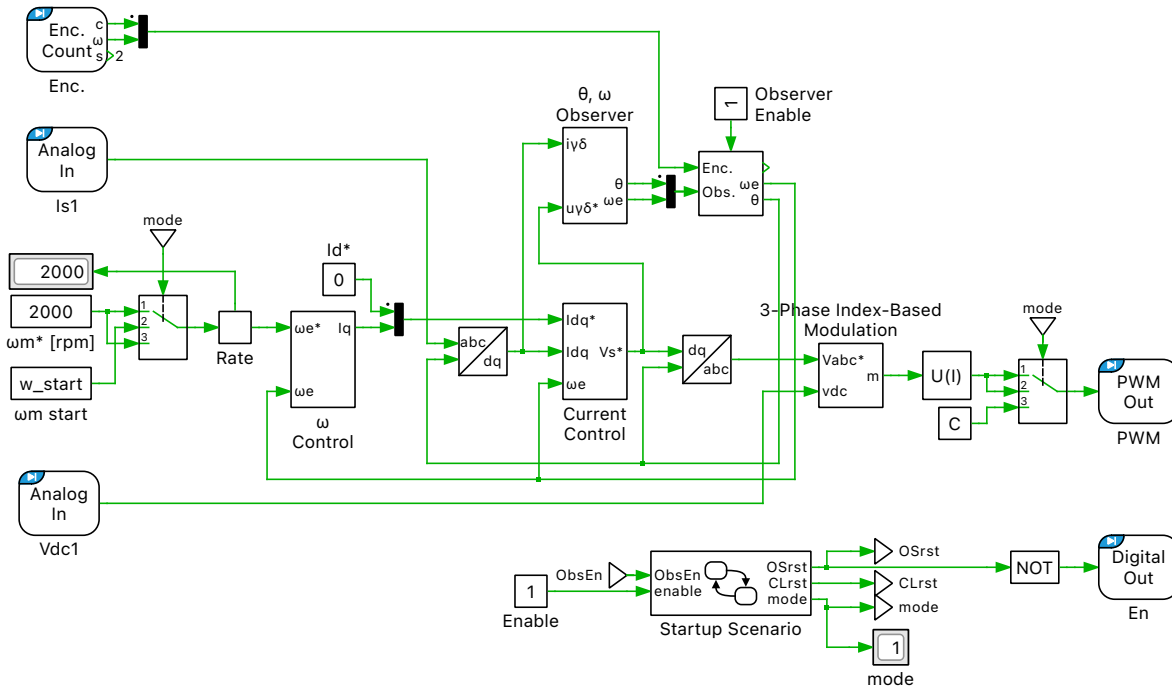 Enc.
Count
c
ω
s
2
Enc.
θ, ω
Observer
Observer
Enable
1
Analog
In
Is1
iγδ
uγδ*
θ
ωe
Enc.
Obs.
ωe
θ
mode
2000
2000
ωm* [rpm]
w_start
ωm start
1
2
3
Rate
Id*
0
ωe*
Iq
ωe
ω
Control
abc
dq
Idq*
Idq
Vs*
ωe
Current
Control
dq
abc
3-Phase Index-Based
Modulation
Vabc*
m
vdc
U(I)
C
mode
1
2
3
PWM
Out
PWM
Analog
In
Vdc1
ObsEn
1
Enable
ObsEn
enable
OSrst
CLrst
mode
Startup Scenario
OSrst
CLrst
mode
1
mode
NOT
Digital
Out
En